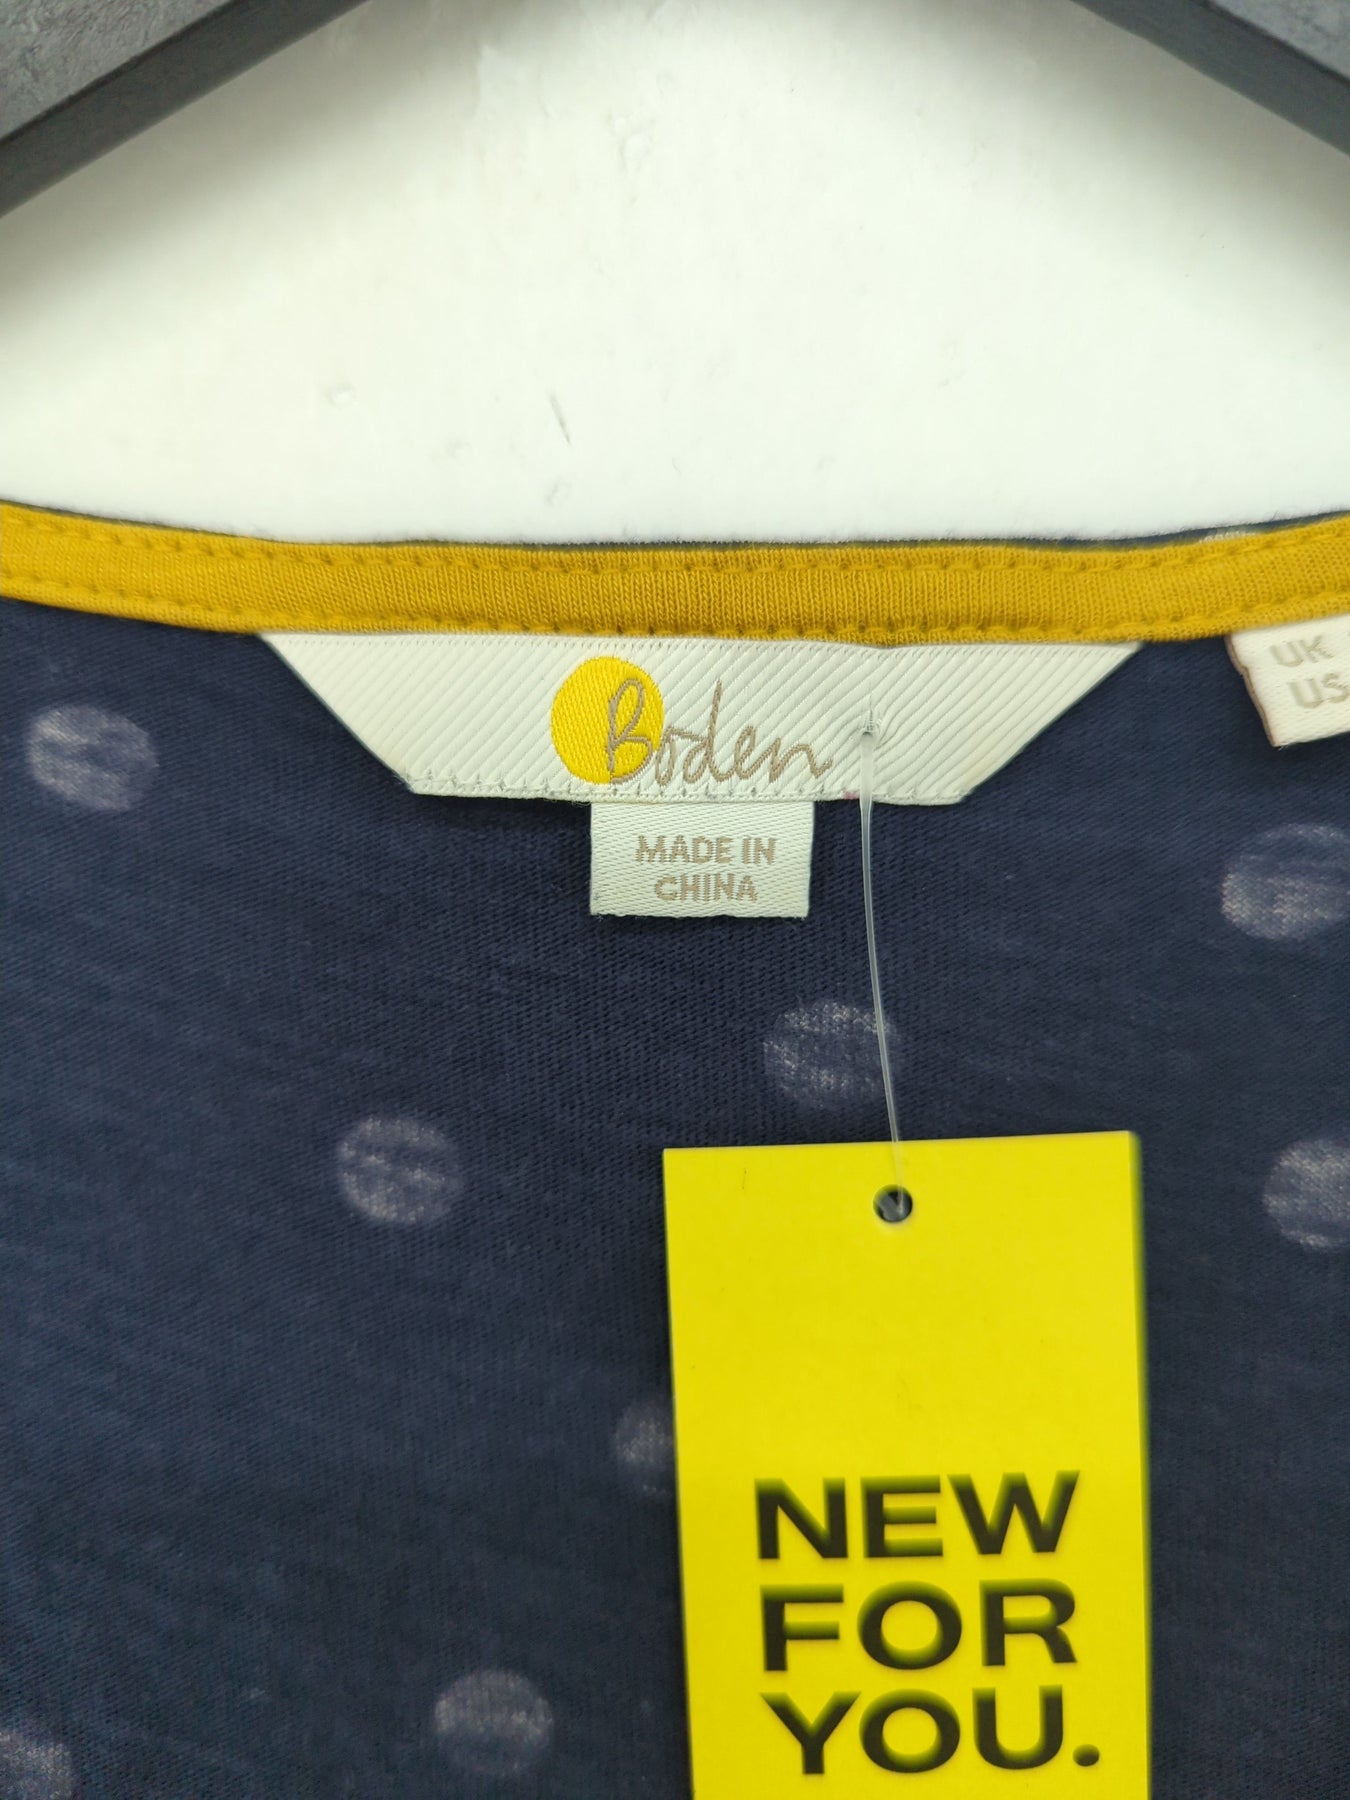 Boden
MADE IN
CHINA
UK
US
NEW
FOR
YOU.